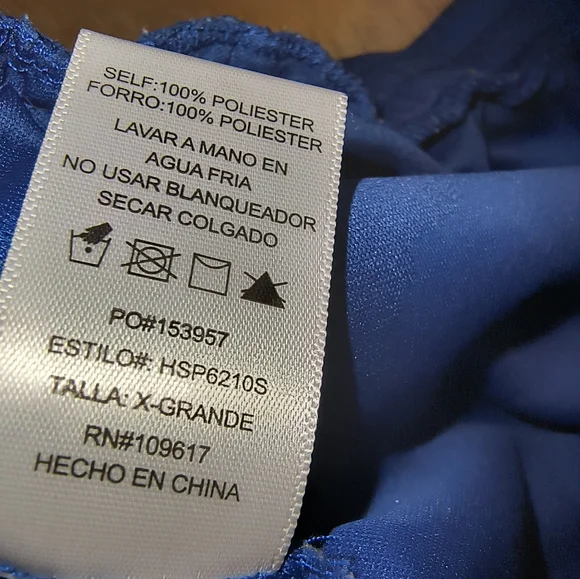 SELF:100% POLIESTER
FORRO:100% POLIESTER
LAVAR A MANO EN
AGUA FRIA
NO USAR BLANQUEADOR
SECAR COLGADO
PO#153957
ESTILO#: HSP6210S
TALLA: X-GRANDE
RN#109617
HECHO EN CHINA